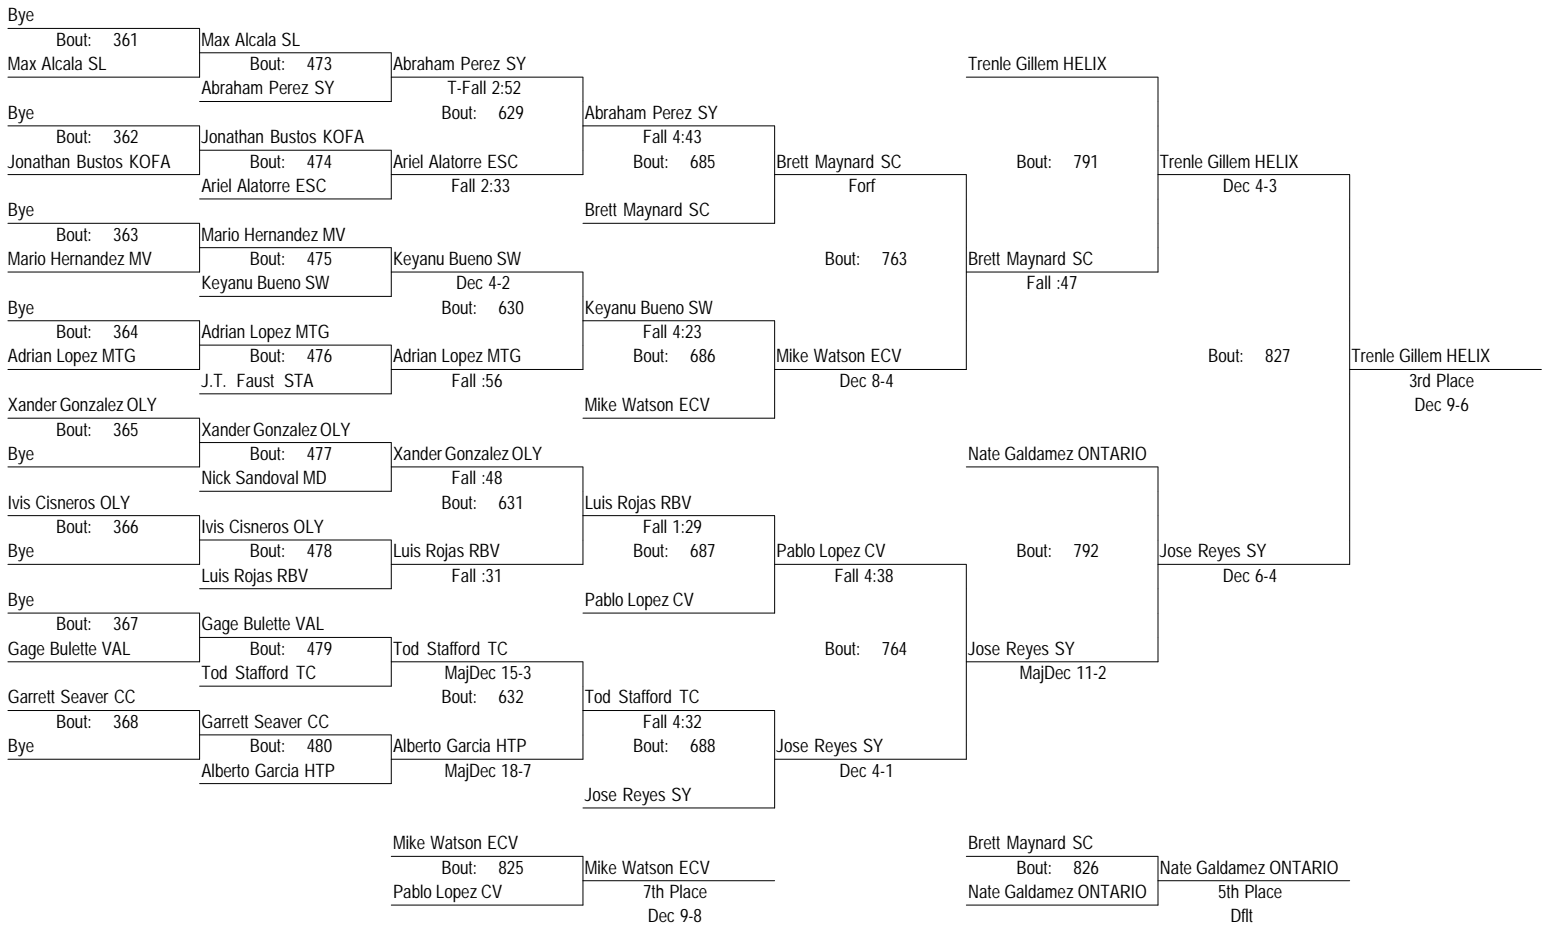 Bye
Bout: 361
Max Alcala SL
Bye
Bout: 362
Jonathan Bustos KOFA
Bye
Bout: 363
Mario Hernandez MV
Bye
Bout: 364
Adrian Lopez MTG
Xander Gonzalez OLY
Bout: 365
Bye
Ivis Cisneros OLY
Bout: 366
Bye
Bye
Bout: 367
Gage Bulette VAL
Garrett Seaver CC
Bout: 368
Bye
Max Alcala SL
Bout: 473
Abraham Perez SY
Jonathan Bustos KOFA
Bout: 474
Ariel Alatorre ESC
Mario Hernandez MV
Bout: 475
Keyanu Bueno SW
Adrian Lopez MTG
Bout: 476
J.T. Faust STA
Xander Gonzalez OLY
Bout: 477
Nick Sandoval MD
Ivis Cisneros OLY
Bout: 478
Luis Rojas RBV
Gage Bulette VAL
Bout: 479
Tod Stafford TC
Garrett Seaver CC
Bout: 480
Alberto Garcia HTP
Abraham Perez SY
T-Fall 2:52
Bout: 629
Ariel Alatorre ESC
Fall 2:33
Keyanu Bueno SW
Dec 4-2
Bout: 630
Adrian Lopez MTG
Fall :56
Xander Gonzalez OLY
Fall :48
Bout: 631
Luis Rojas RBV
Fall :31
Tod Stafford TC
MajDec 15-3
Bout: 632
Alberto Garcia HTP
MajDec 18-7
Abraham Perez SY
Fall 4:43
Bout: 685
Brett Maynard SC
Keyanu Bueno SW
Fall 4:23
Bout: 686
Mike Watson ECV
Luis Rojas RBV
Fall 1:29
Bout: 687
Pablo Lopez CV
Tod Stafford TC
Fall 4:32
Bout: 688
Jose Reyes SY
Brett Maynard SC
Forf
Bout: 763
Mike Watson ECV
Dec 8-4
Pablo Lopez CV
Fall 4:38
Bout: 764
Jose Reyes SY
Dec 4-1
Trenle Gillem HELIX
Bout: 791
Brett Maynard SC
Fall :47
Nate Galdamez ONTARIO
Bout: 792
Jose Reyes SY
MajDec 11-2
Trenle Gillem HELIX
Dec 4-3
Bout: 827
Jose Reyes SY
Dec 6-4
Trenle Gillem HELIX
3rd Place
Dec 9-6
Mike Watson ECV
Bout: 825
Pablo Lopez CV
Mike Watson ECV
7th Place
Dec 9-8
Brett Maynard SC
Bout: 826
Nate Galdamez ONTARIO
Nate Galdamez ONTARIO
5th Place
Dflt